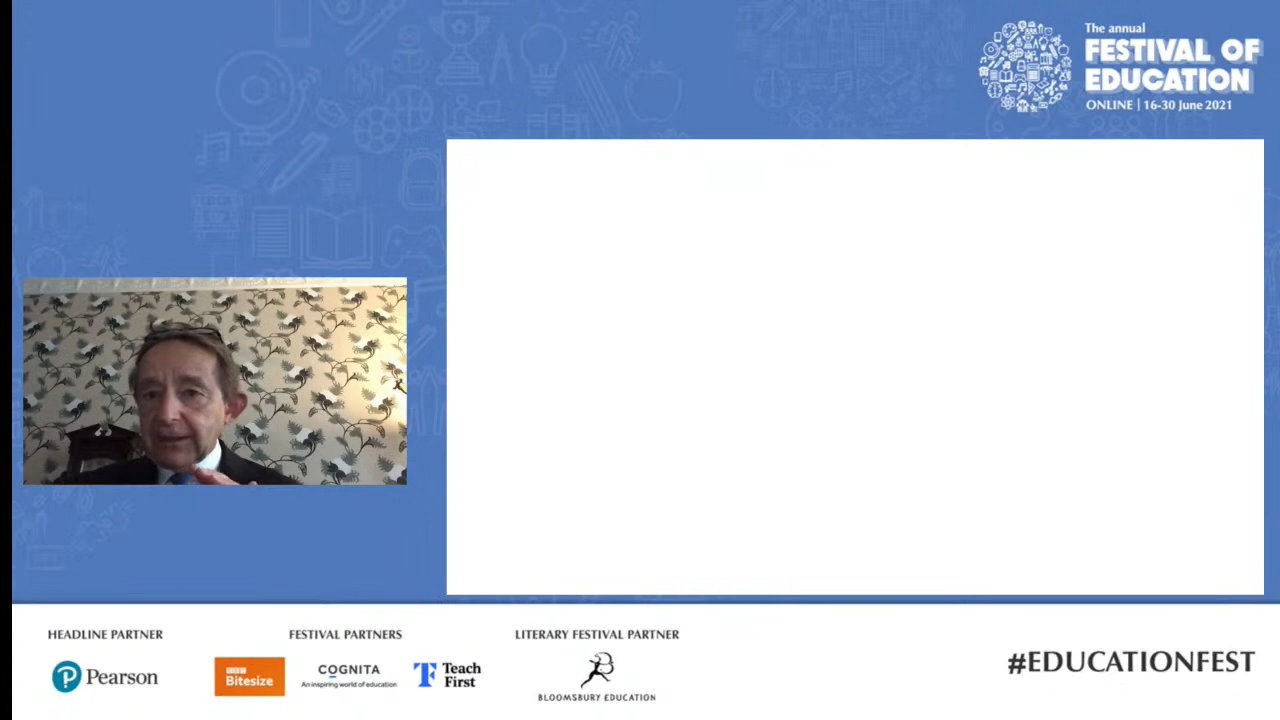 The annual
FESTIVAL OF
EDUCATION
ONLINE | 16-30 June 2021
HEADLINE PARTNER
FESTIVAL PARTNERS
LITERARY FESTIVAL PARTNER
Pearson
BBC
Bitesize
COGNITA
An inspiring world of education
Teach
First
BLOOMSBURY EDUCATION
#EDUCATIONFEST